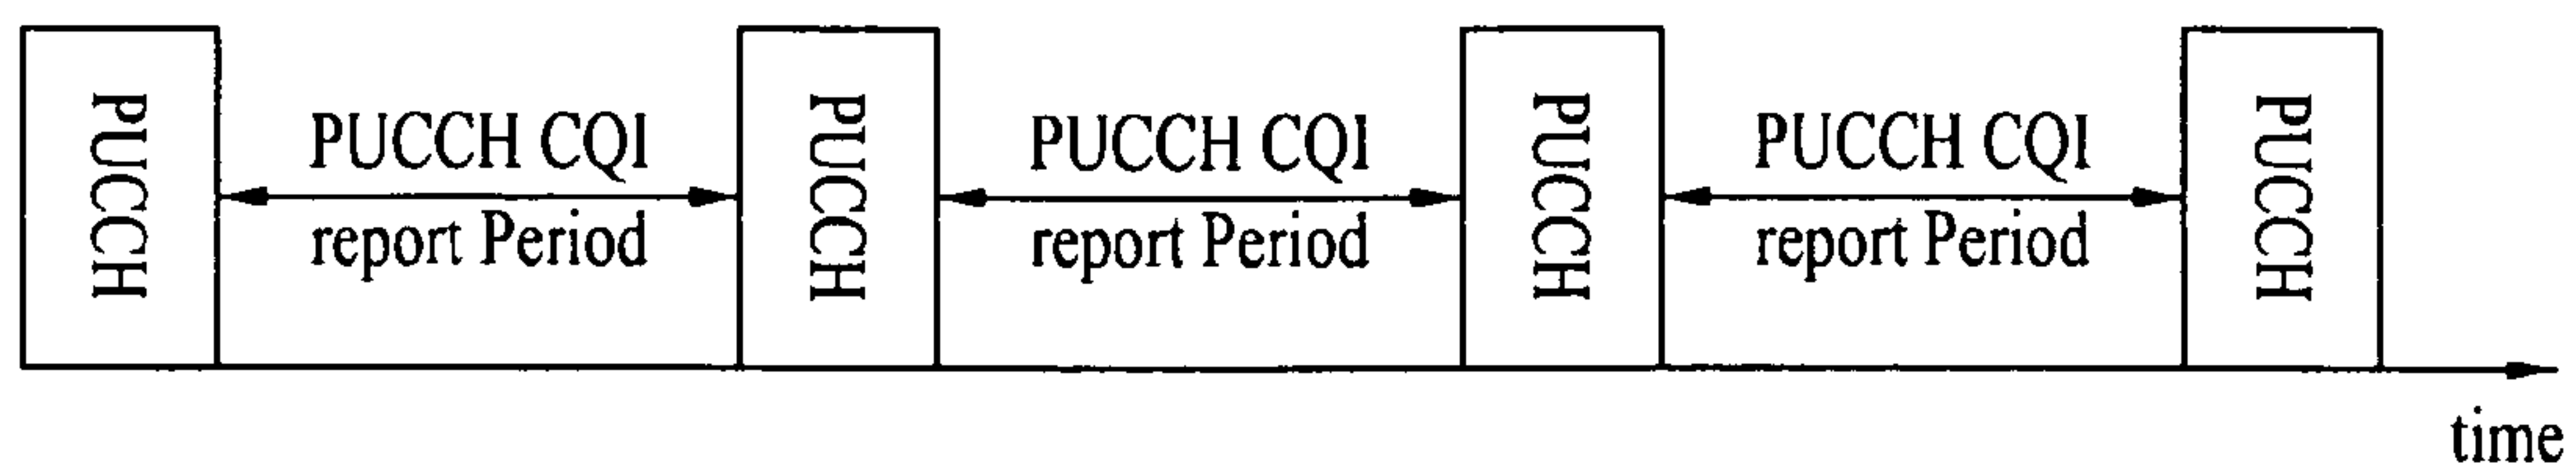 PUCCH
PUCCH CQI
report Period
PUCCH
PUCCH CQI
report Period
PUCCH
PUCCH CQI
report Period
PUCCH
time